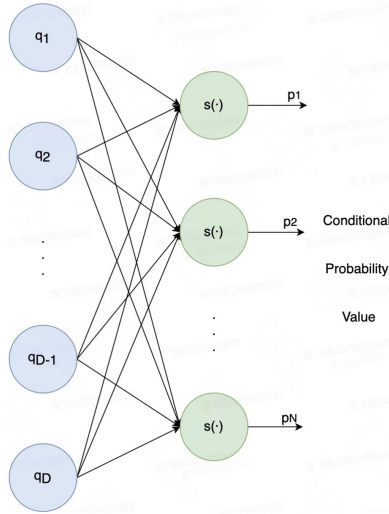 q1
q2
.
.
.
qD-1
qD
s(·)
s(·)
.
.
.
s(·)
p1
p2
pN
Conditional
Probability
Value